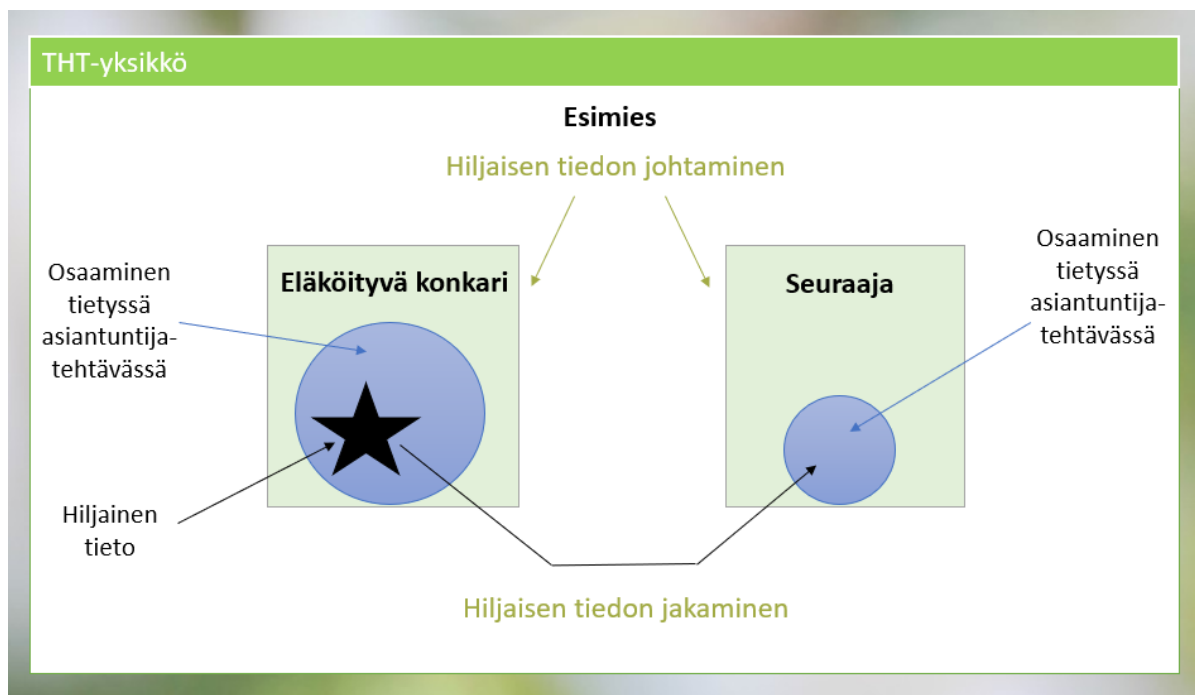 THT-yksikkö
Esimies
Hiljaisen tiedon johtaminen
Osaaminen
tietyssä
asiantuntija-
tehtävässä
Eläköityvä konkari
Seuraaja
Osaaminen
tietyssä
asiantuntija-
tehtävässä
Hiljainen
tieto
Hiljaisen tiedon jakaminen